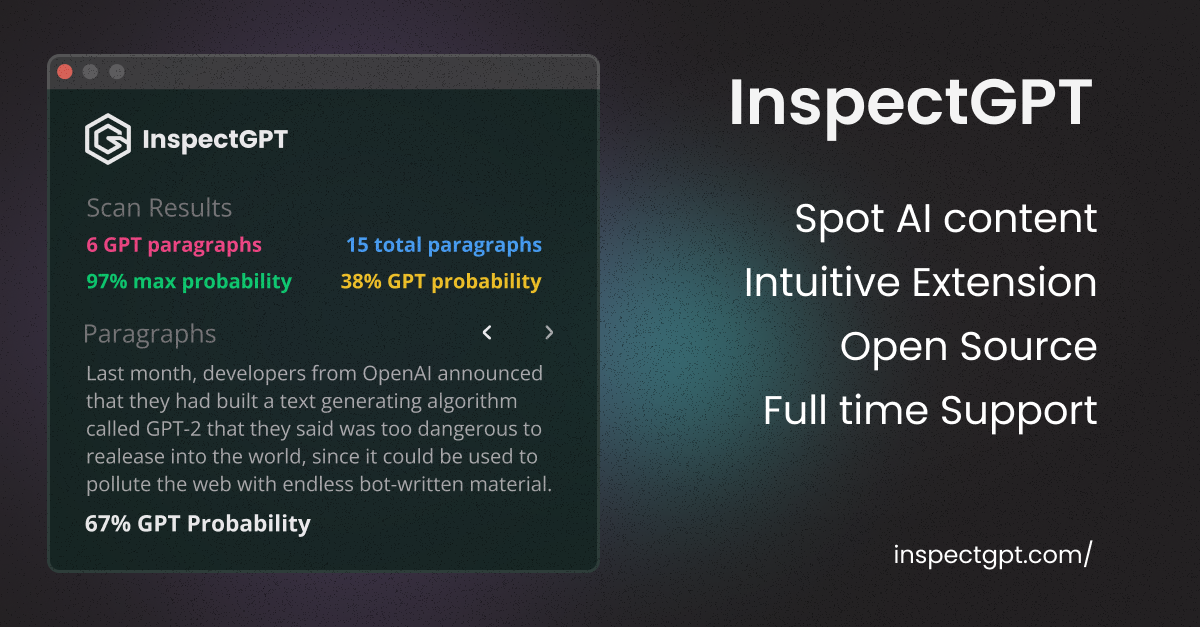 InspectGPT
Scan Results
6 GPT paragraphs
15 total paragraphs
97% max probability
38% GPT probability
Paragraphs
Last month, developers from OpenAI announced
that they had built a text generating algorithm
called GPT-2 that they said was too dangerous to
realease into the world, since it could be used to
pollute the web with endless bot-written material.
67% GPT Probability
InspectGPT
Spot AI content
Intuitive Extension
Open Source
Full time Support
inspectgpt.com/